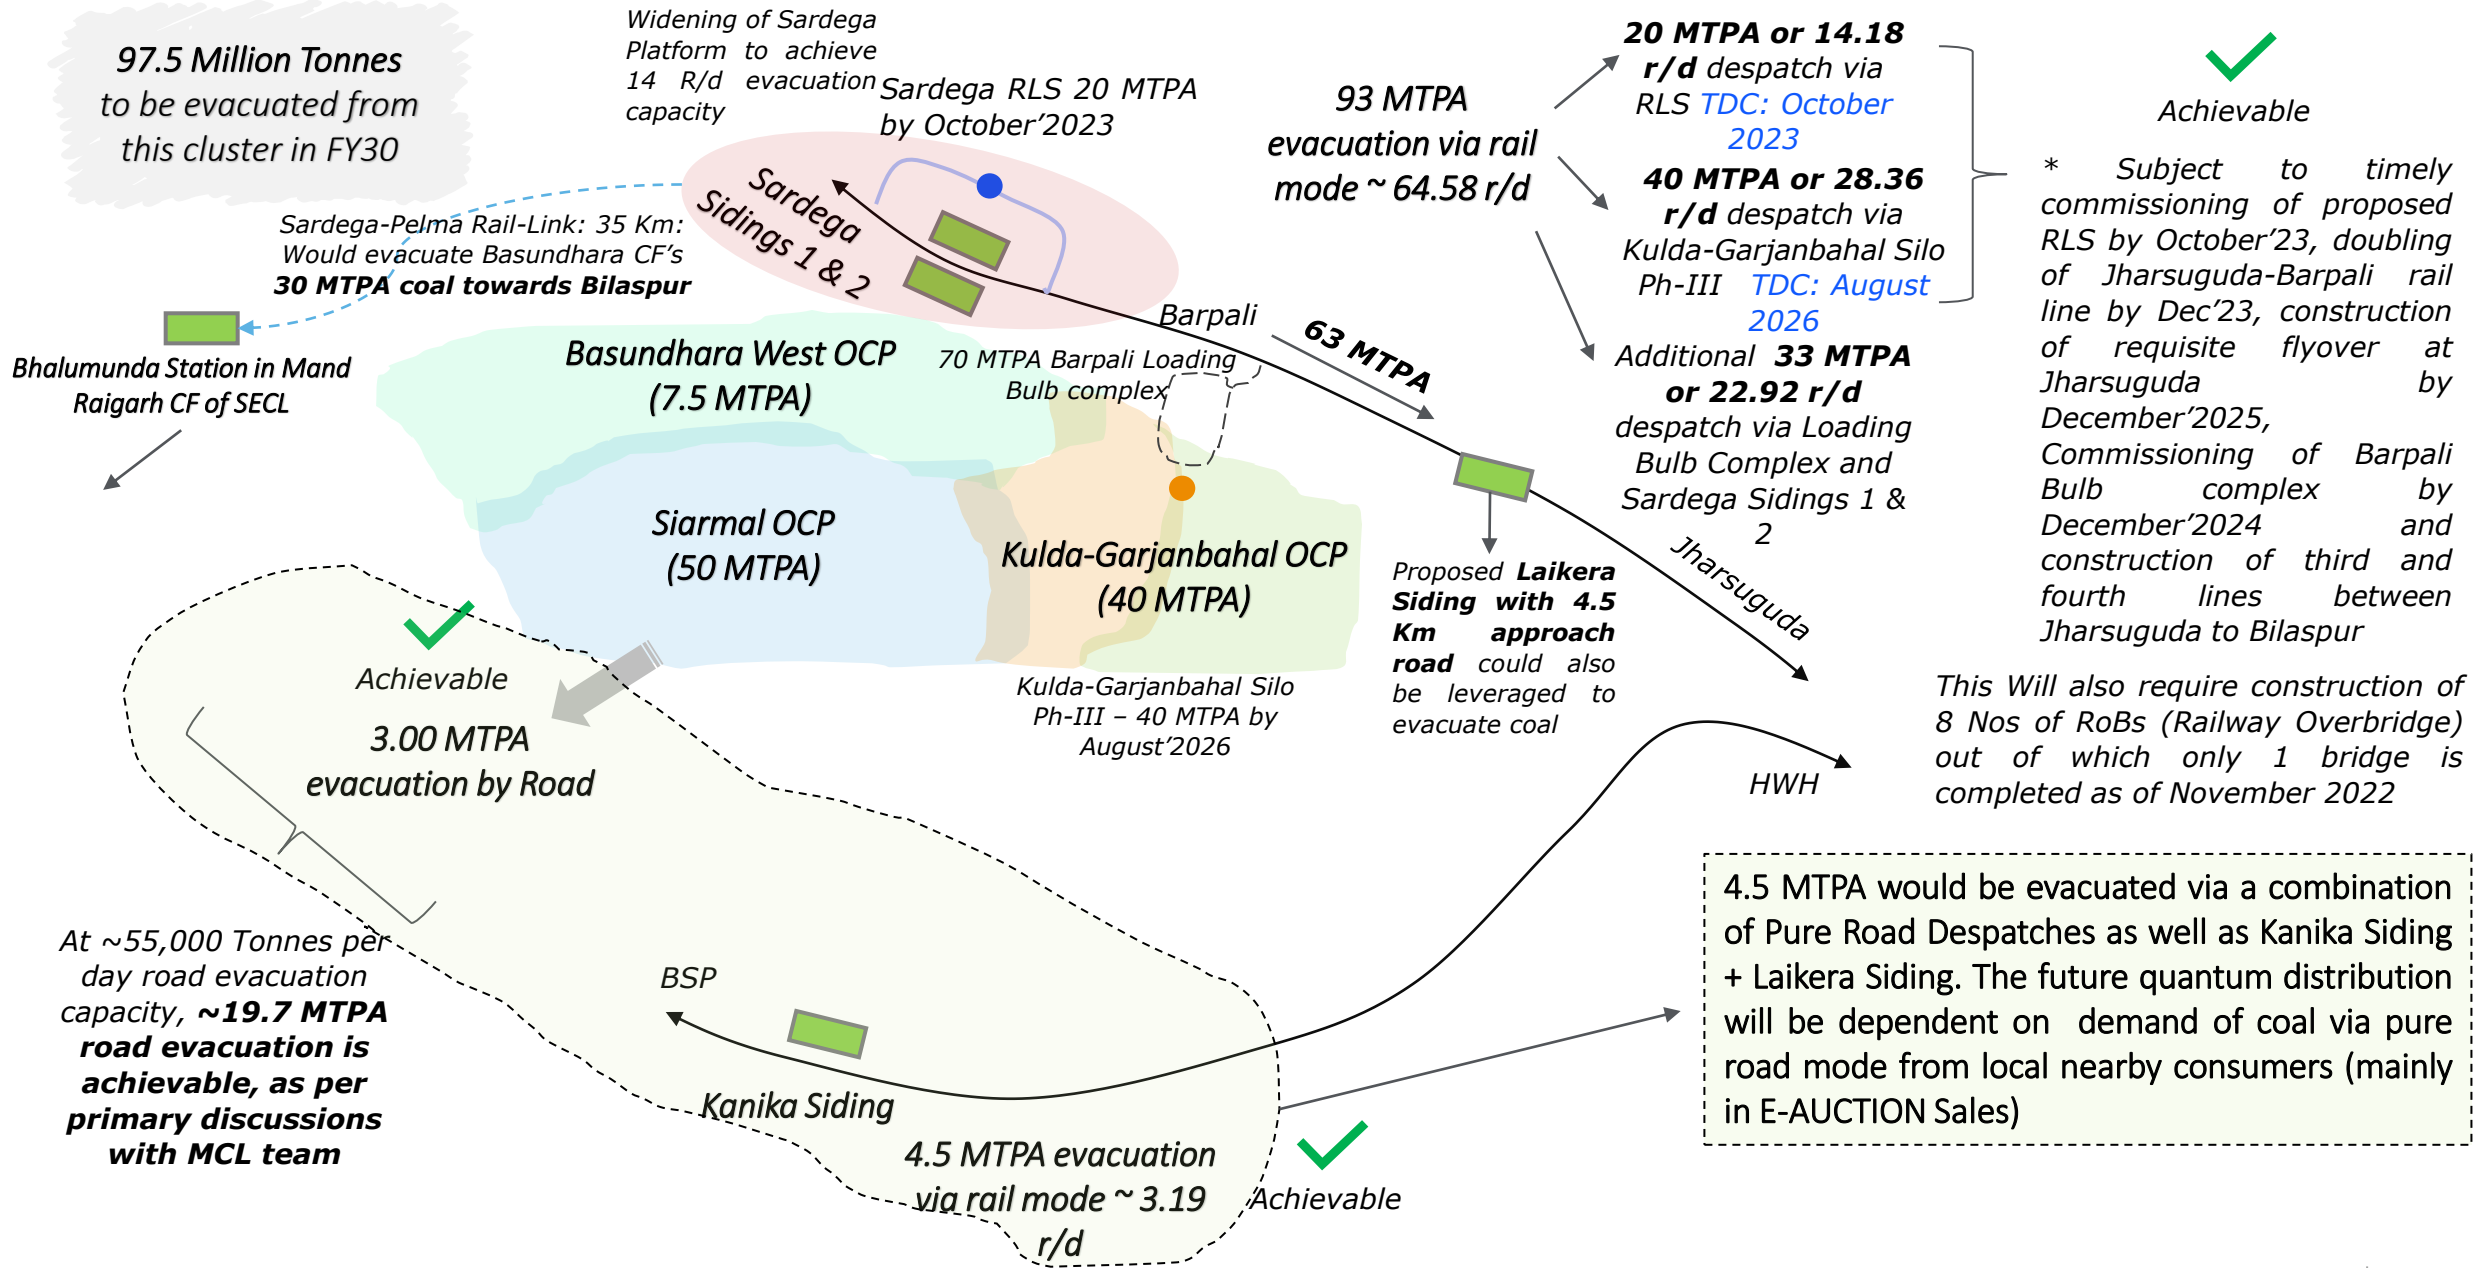 97.5 Million Tonnes
to be evacuated from
this cluster in FY30
Widening of Sardega
Platform to achieve
14 R/d evacuation
capacity
Sardega RLS 20 MTPA
by October’2023
Sardega
Sidings 1 & 2
Sardega-Pelma Rail-Link: 35 Km:
Would evacuate Basundhara CF’s
30 MTPA coal towards Bilaspur
Bhalumunda Station in Mand
Raigarh CF of SECL
Basundhara West OCP
(7.5 MTPA)
Barpali
70 MTPA Barpali Loading
Bulb complex
63 MTPA
Siarmal OCP
(50 MTPA)
Kulda-Garjanbahal OCP
(40 MTPA)
Kulda-Garjanbahal Silo
Ph-III – 40 MTPA by
August’2026
Proposed Laikera
Siding with 4.5
Km approach
road could also
be leveraged to
evacuate coal
Jharsuguda
93 MTPA
evacuation via rail
mode ~ 64.58 r/d
20 MTPA or 14.18
r/d despatch via
RLS TDC: October
2023
40 MTPA or 28.36
r/d despatch via
Kulda-Garjanbahal Silo
Ph-III TDC: August
2026
Additional 33 MTPA
or 22.92 r/d
despatch via Loading
Bulb Complex and
Sardega Sidings 1 &
2
Achievable
* Subject to timely
commissioning of proposed
RLS by October’23, doubling
of Jharsuguda-Barpali rail
line by Dec’23, construction
of requisite flyover at
Jharsuguda by
December’2025,
Commissioning of Barpali
Bulb complex by
December’2024 and
construction of third and
fourth lines between
Jharsuguda to Bilaspur
This Will also require construction of
8 Nos of RoBs (Railway Overbridge)
out of which only 1 bridge is
completed as of November 2022
Achievable
3.00 MTPA
evacuation by Road
At ~55,000 Tonnes per
day road evacuation
capacity, ~19.7 MTPA
road evacuation is
achievable, as per
primary discussions
with MCL team
BSP
HWH
Kanika Siding
4.5 MTPA evacuation
via rail mode ~ 3.19
r/d
Achievable
4.5 MTPA would be evacuated via a combination
of Pure Road Despatches as well as Kanika Siding
+ Laikera Siding. The future quantum distribution
will be dependent on demand of coal via pure
road mode from local nearby consumers (mainly
in E-AUCTION Sales)